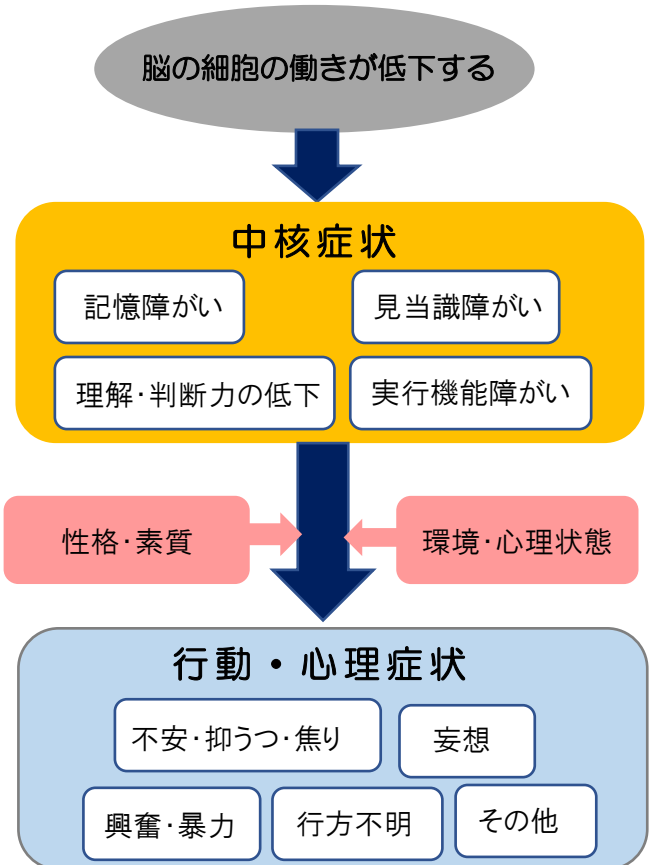 脳の細胞の働きが低下する
中核症状
記憶障がい
見当識障がい
理解・判断力の低下
実行機能障がい
性格・素質
環境・心理状態
行動・心理症状
不安・抑うつ・焦り
妄想
興奮・暴力
行方不明
その他